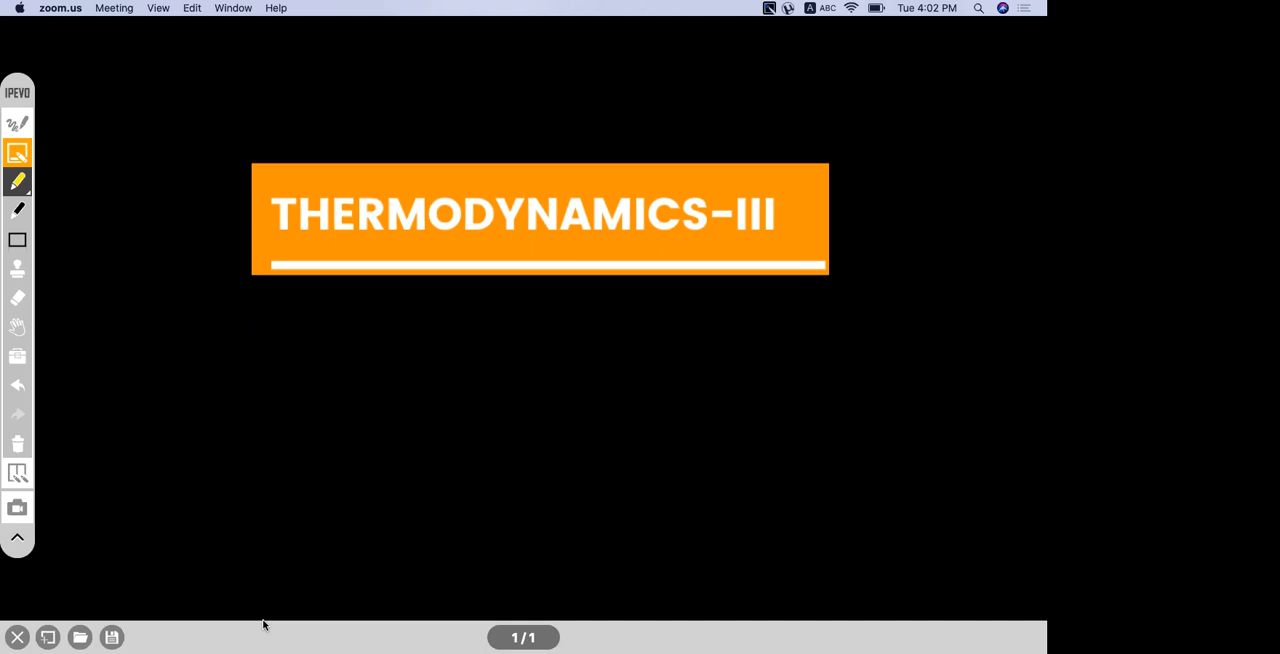 zoom.us Meeting View Edit Window Help A ABC Tue 4:02 PM
IPEVO
THERMODYNAMICS-III
1/1